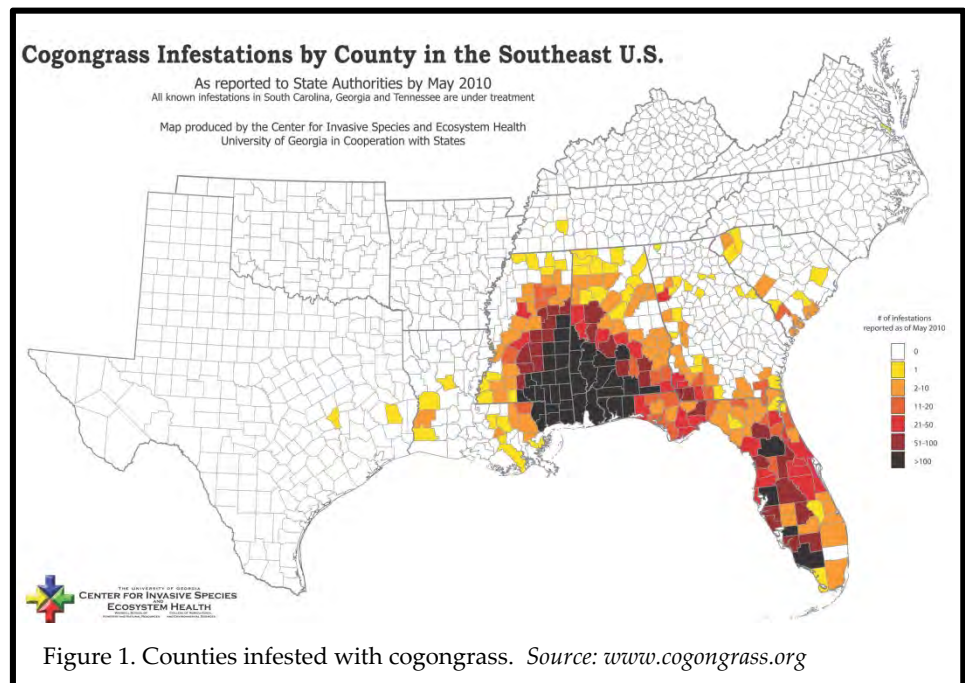 Cogongrass Infestations by County in the Southeast U.S.
As reported to State Authorities by May 2010
All known infestations in South Carolina, Georgia and Tennessee are under treatment
Map produced by the Center for Invasive Species and Ecosystem Health
University of Georgia in Cooperation with States
# of infestations
reported as of May 2010
0
1
2-10
11-20
21-50
51-100
>100
THE UNIVERSITY OF GEORGIA
CENTER FOR INVASIVE SPECIES
AND
ECOSYSTEM HEALTH
Figure 1. Counties infested with cogongrass. Source: www.cogongrass.org